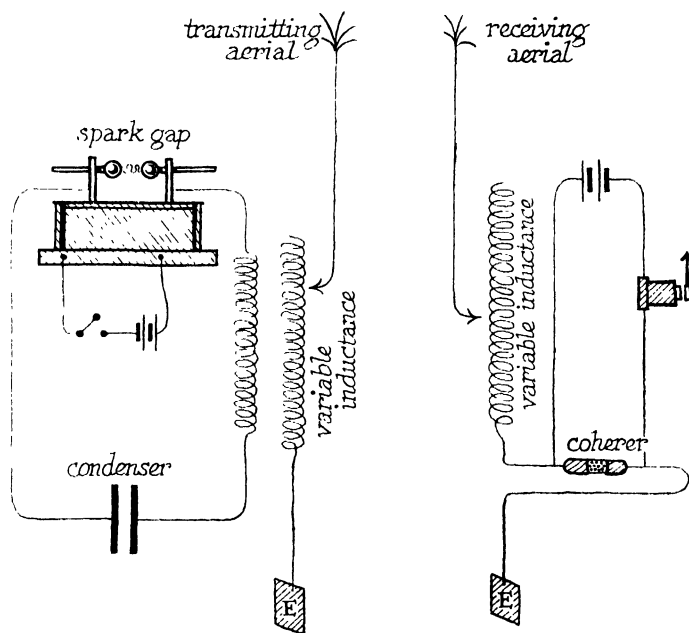 transmitting
aerial
receiving
aerial
spark gap
variable
inductance
variable inductance
condenser
coherer
E
E